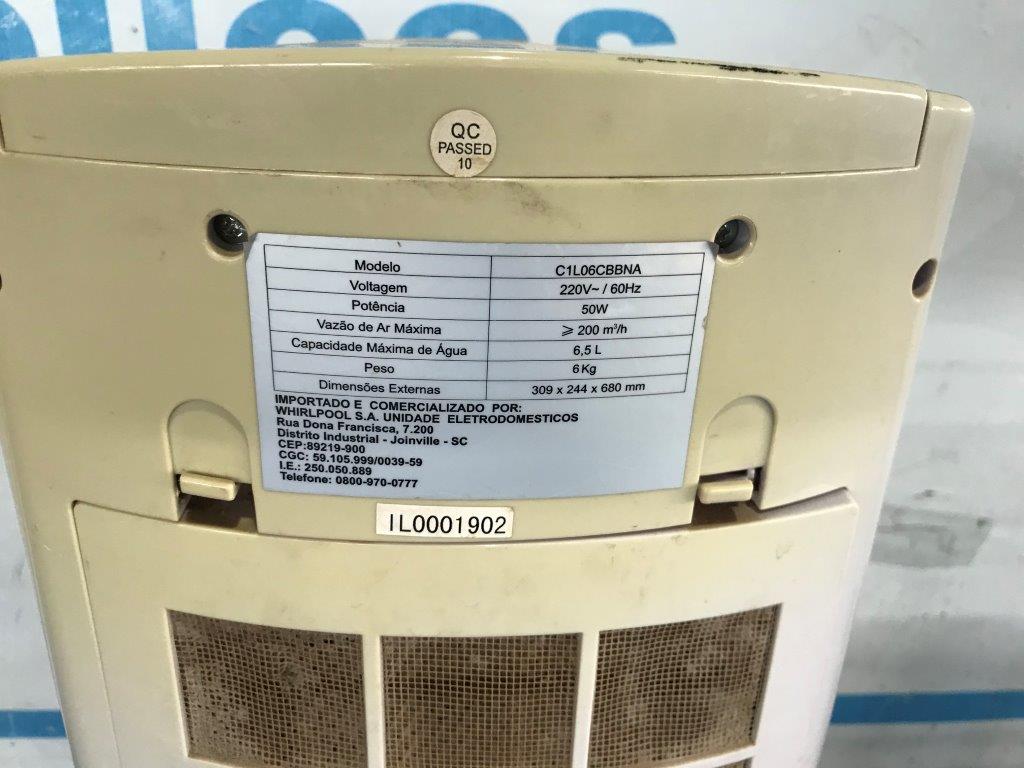 QC
PASSED
10
Modelo C1L06CBBNA
Voltagem 220V~ / 60Hz
Potência 50W
Vazão de Ar Máxima ⩾ 200 m³/h
Capacidade Máxima de Água 6,5 L
Peso 6 Kg
Dimensões Externas 309 x 244 x 680 mm
IMPORTADO E COMERCIALIZADO POR:
WHIRLPOOL S.A. UNIDADE ELETRODOMESTICOS
Rua Dona Francisca, 7.200
Distrito Industrial - Joinville - SC
CEP:89219-900
CGC: 59.105.999/0039-59
I.E.: 250.050.889
Telefone: 0800-970-0777
IL0001902